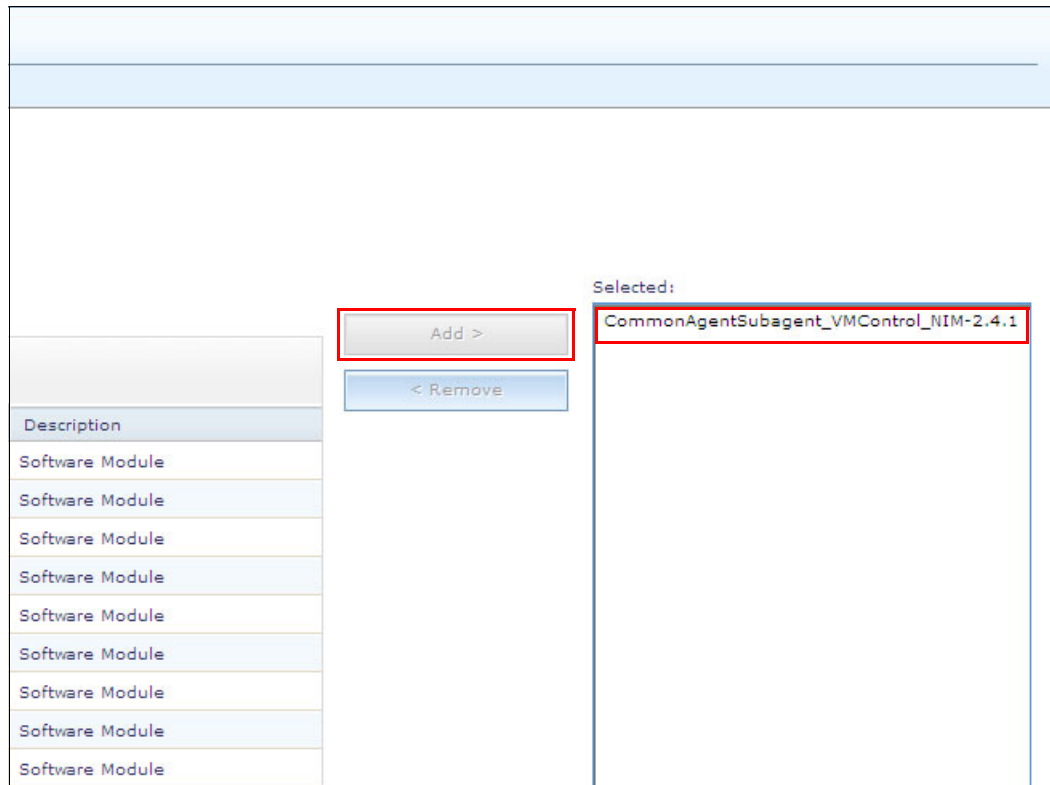 Selected:
CommonAgentSubagent_VMControl_NIM-2.4.1
Add >
< Remove
Description
Software Module
Software Module
Software Module
Software Module
Software Module
Software Module
Software Module
Software Module
Software Module